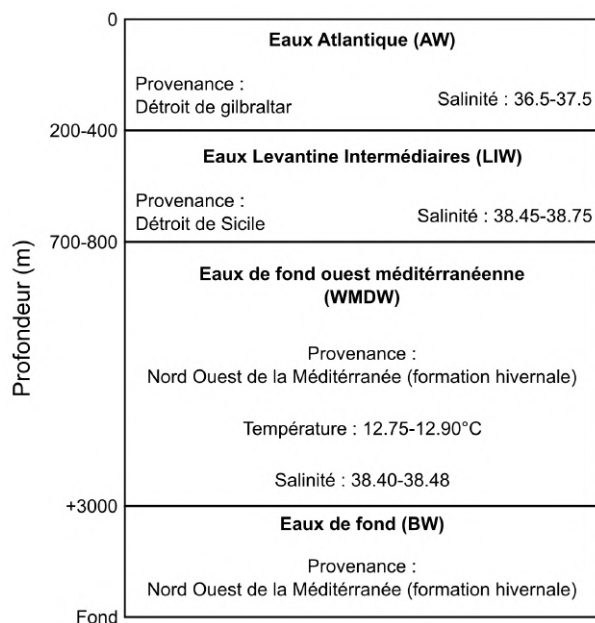 0
Eaux Atlantique (AW)
Provenance :
Détroit de gilbraltar
Salinité : 36.5-37.5
200-400
Eaux Levantine Intermédiaires (LIW)
Provenance :
Détroit de Sicile
Salinité : 38.45-38.75
700-800
Profondeur (m)
Eaux de fond ouest méditérranéenne
(WMDW)
Provenance :
Nord Ouest de la Méditérranée (formation hivernale)
Température : 12.75-12.90°C
Salinité : 38.40-38.48
+3000
Eaux de fond (BW)
Provenance :
Nord Ouest de la Méditérranée (formation hivernale)
Fond